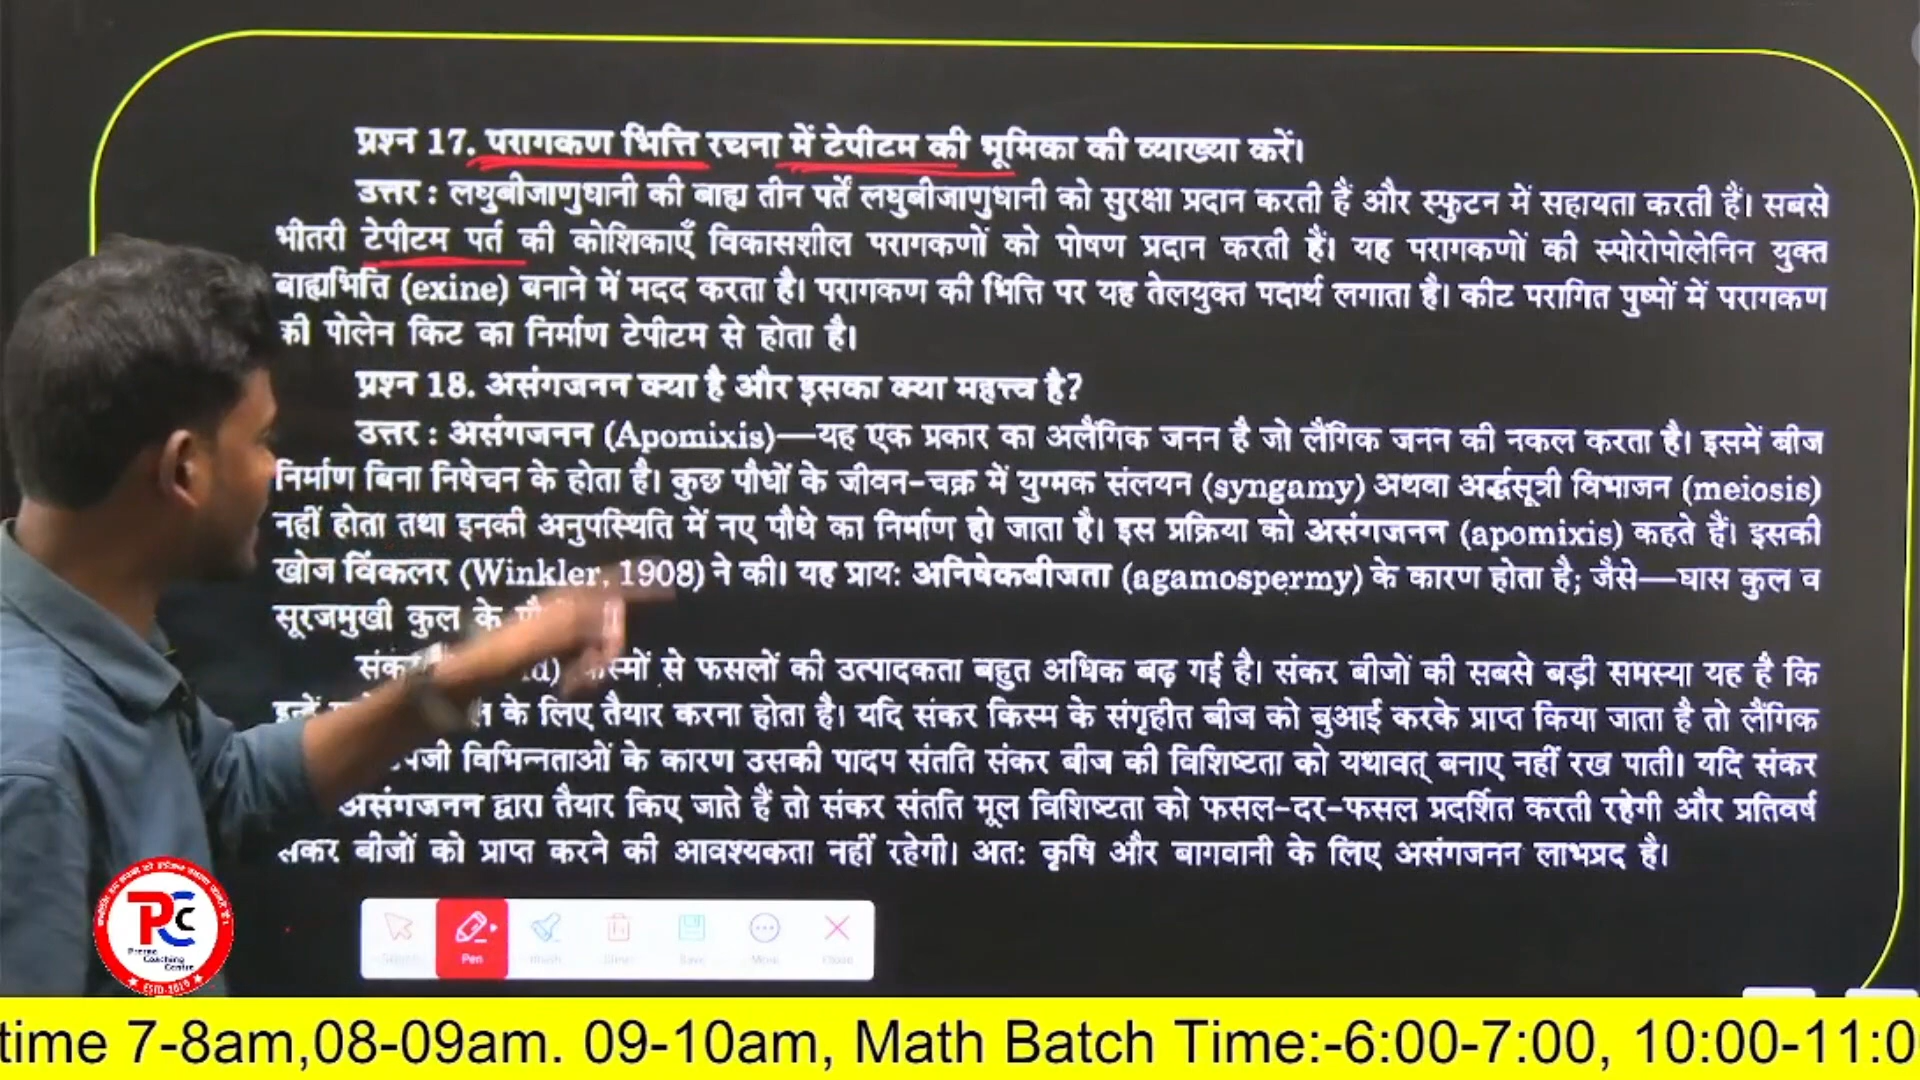 प्रश्न 17. परागकण भित्ति रचना में टेपीटम की भूमिका की व्याख्या करें।
उत्तर : लघुबीजाणुधानी की बाह्य तीन पर्तें लघुबीजाणुधानी को सुरक्षा प्रदान करती हैं और स्फुटन में सहायता करती हैं। सबसे
भीतरी टेपीटम पर्त की कोशिकाएँ विकासशील परागकणों को पोषण प्रदान करती हैं। यह परागकणों की स्पोरोपोलेनिन युक्त
बाह्यभित्ति (exine) बनाने में मदद करता है। परागकण की भित्ति पर यह तेलयुक्त पदार्थ लगाता है। कीट परागित पुष्पों में परागकण
की पोलेन किट का निर्माण टेपीटम से होता है।
प्रश्न 18. असंगजनन क्या है और इसका क्या महत्त्व है?
उत्तर : असंगजनन (Apomixis)—यह एक प्रकार का अलैंगिक जनन है जो लैंगिक जनन की नकल करता है। इसमें बीज
निर्माण बिना निषेचन के होता है। कुछ पौधों के जीवन-चक्र में युग्मक संलयन (syngamy) अथवा अर्द्धसूत्री विभाजन (meiosis)
नहीं होता तथा इनकी अनुपस्थिति में नए पौधे का निर्माण हो जाता है। इस प्रक्रिया को असंगजनन (apomixis) कहते हैं। इसकी
खोज विंकलर (Winkler, 1908) ने की। यह प्राय: अनिषेकबीजता (agamospermy) के कारण होता है; जैसे—घास कुल व
सूरजमुखी कुल के
से फसलों की उत्पादकता बहुत अधिक बढ़ गई है। संकर बीजों की सबसे बड़ी समस्या यह है कि
के लिए तैयार करना होता है। यदि संकर किस्म के संगृहीत बीज को बुआई करके प्राप्त किया जाता है तो लैंगिक
विभिन्नताओं के कारण उसकी पादप संतति संकर बीज की विशिष्टता को यथावत् बनाए नहीं रख पाती। यदि संकर
असंगजनन द्वारा तैयार किए जाते हैं तो संकर संतति मूल विशिष्टता को फसल-दर-फसल प्रदर्शित करती रहेगी और प्रतिवर्ष
संकर बीजों को प्राप्त करने की आवश्यकता नहीं रहेगी। अत: कृषि और बागवानी के लिए असंगजनन लाभप्रद है।
Pen
PCC
Coaching
Centre
ESTD-2019
time 7-8am,08-09am. 09-10am, Math Batch Time:-6:00-7:00, 10:00-11:0